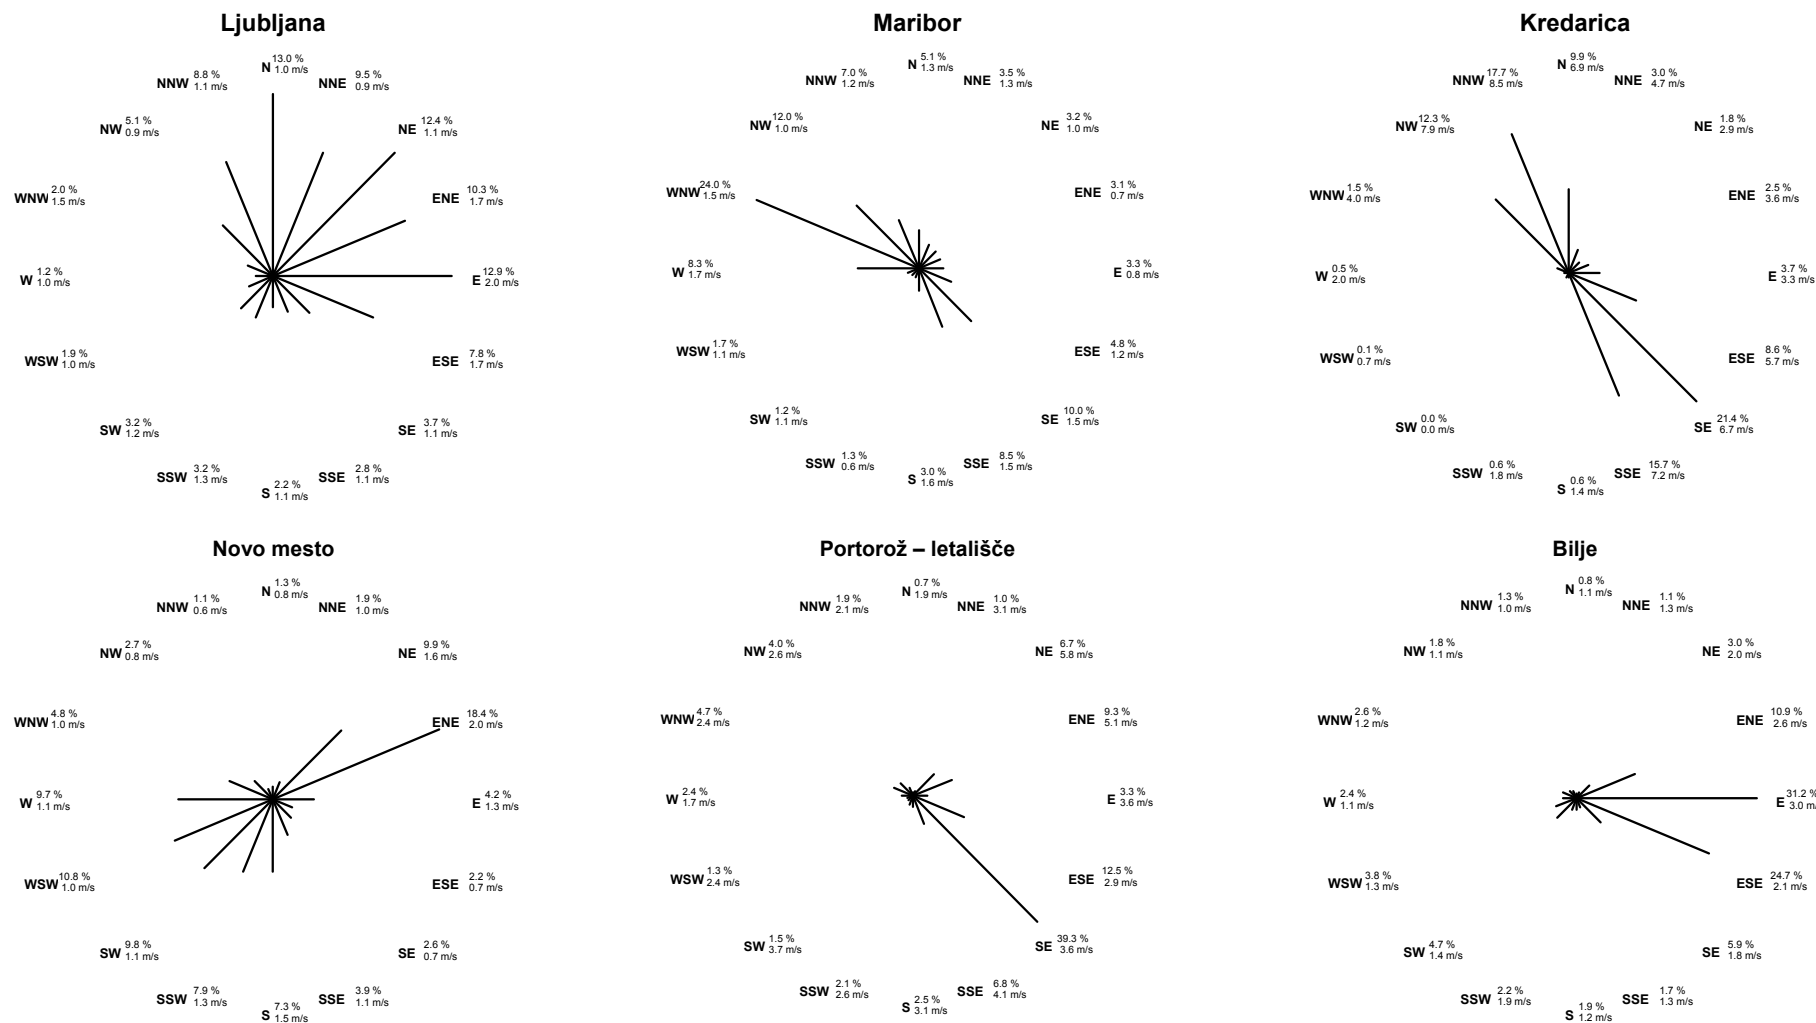 Ljubljana
N 13.0 %
1.0 m/s
NNE 9.5 %
0.9 m/s
NE 12.4 %
1.1 m/s
ENE 10.3 %
1.7 m/s
E 12.9 %
2.0 m/s
ESE 7.8 %
1.7 m/s
SE 3.7 %
1.1 m/s
SSE 2.8 %
1.1 m/s
S 2.2 %
1.1 m/s
SSW 3.2 %
1.3 m/s
SW 3.2 %
1.2 m/s
WSW 1.9 %
1.0 m/s
W 1.2 %
1.0 m/s
WNW 2.0 %
1.5 m/s
NW 5.1 %
0.9 m/s
NNW 8.8 %
1.1 m/s
Maribor
N 5.1 %
1.3 m/s
NNE 3.5 %
1.3 m/s
NE 3.2 %
1.0 m/s
ENE 3.1 %
0.7 m/s
E 3.3 %
0.8 m/s
ESE 4.8 %
1.2 m/s
SE 10.0 %
1.5 m/s
SSE 8.5 %
1.5 m/s
S 3.0 %
1.6 m/s
SSW 1.3 %
0.6 m/s
SW 1.2 %
1.1 m/s
WSW 1.7 %
1.1 m/s
W 8.3 %
1.7 m/s
WNW 24.0 %
1.5 m/s
NW 12.0 %
1.0 m/s
NNW 7.0 %
1.2 m/s
Kredarica
N 9.9 %
6.9 m/s
NNE 3.0 %
4.7 m/s
NE 1.8 %
2.9 m/s
ENE 2.5 %
3.6 m/s
E 3.7 %
3.3 m/s
ESE 8.6 %
5.7 m/s
SE 21.4 %
6.7 m/s
SSE 15.7 %
7.2 m/s
S 0.6 %
1.4 m/s
SSW 0.6 %
1.8 m/s
SW 0.0 %
0.0 m/s
WSW 0.1 %
0.7 m/s
W 0.5 %
2.0 m/s
WNW 1.5 %
4.0 m/s
NW 12.3 %
7.9 m/s
NNW 17.7 %
8.5 m/s
Novo mesto
N 1.3 %
0.8 m/s
NNE 1.9 %
1.0 m/s
NE 9.9 %
1.6 m/s
ENE 18.4 %
2.0 m/s
E 4.2 %
1.3 m/s
ESE 2.2 %
0.7 m/s
SE 2.6 %
0.7 m/s
SSE 3.9 %
1.1 m/s
S 7.3 %
1.5 m/s
SSW 7.9 %
1.3 m/s
SW 9.8 %
1.1 m/s
WSW 10.8 %
1.0 m/s
W 9.7 %
1.1 m/s
WNW 4.8 %
1.0 m/s
NW 2.7 %
0.8 m/s
NNW 1.1 %
0.6 m/s
Portorož – letališče
N 0.7 %
1.9 m/s
NNE 1.0 %
3.1 m/s
NE 6.7 %
5.8 m/s
ENE 9.3 %
5.1 m/s
E 3.3 %
3.6 m/s
ESE 12.5 %
2.9 m/s
SE 39.3 %
3.6 m/s
SSE 6.8 %
4.1 m/s
S 2.5 %
3.1 m/s
SSW 2.1 %
2.6 m/s
SW 1.5 %
3.7 m/s
WSW 1.3 %
2.4 m/s
W 2.4 %
1.7 m/s
WNW 4.7 %
2.4 m/s
NW 4.0 %
2.6 m/s
NNW 1.9 %
2.1 m/s
Bilje
N 0.8 %
1.1 m/s
NNE 1.1 %
1.3 m/s
NE 3.0 %
2.0 m/s
ENE 10.9 %
2.6 m/s
E 31.2 %
3.0 m/
ESE 24.7 %
2.1 m/s
SE 5.9 %
1.8 m/s
SSE 1.7 %
1.3 m/s
S 1.9 %
1.2 m/s
SSW 2.2 %
1.9 m/s
SW 4.7 %
1.4 m/s
WSW 3.8 %
1.3 m/s
W 2.4 %
1.1 m/s
WNW 2.6 %
1.2 m/s
NW 1.8 %
1.1 m/s
NNW 1.3 %
1.0 m/s